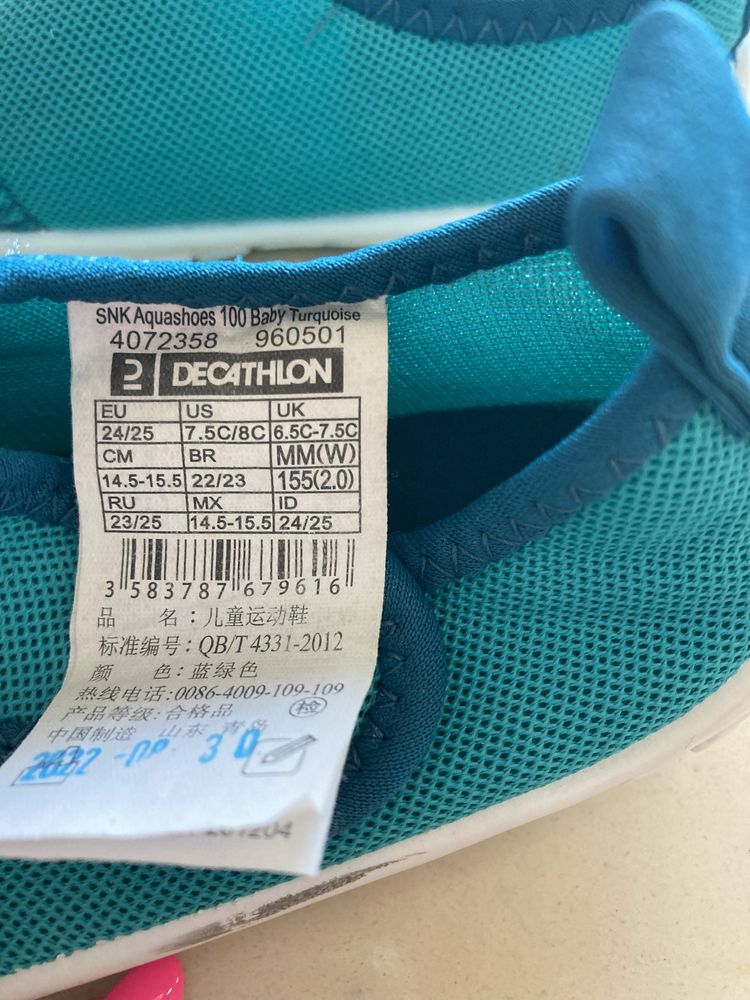 SNK Aquashoes 100 Baby Turquoise
4072358 960501
DECATHLON
EU US UK
24/25 7.5C/8C 6.5C-7.5C
CM BR MM(W)
14.5-15.5 22/23 155(2.0)
RU MX ID
23/25 14.5-15.5 24/25
3 583787 679616
品 名:儿童运动鞋
标准编号:QB/T 4331-2012
颜 色:蓝绿色
热线电话:0086-4009-109-109
产品等级:合格品 检
中国制造 山东 青岛
2022 30